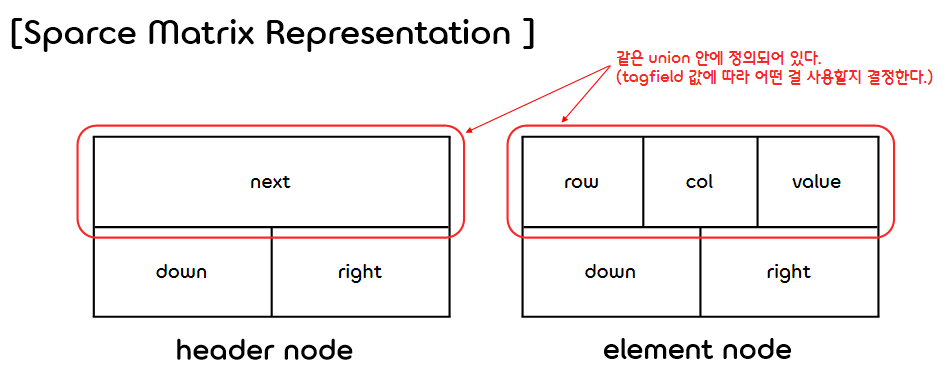 [Sparce Matrix Representation ]
같은 union 안에 정의되어 있다.
(tagfield 값에 따라 어떤 걸 사용할지 결정한다.)
next
down right
header node
row col value
down right
element node